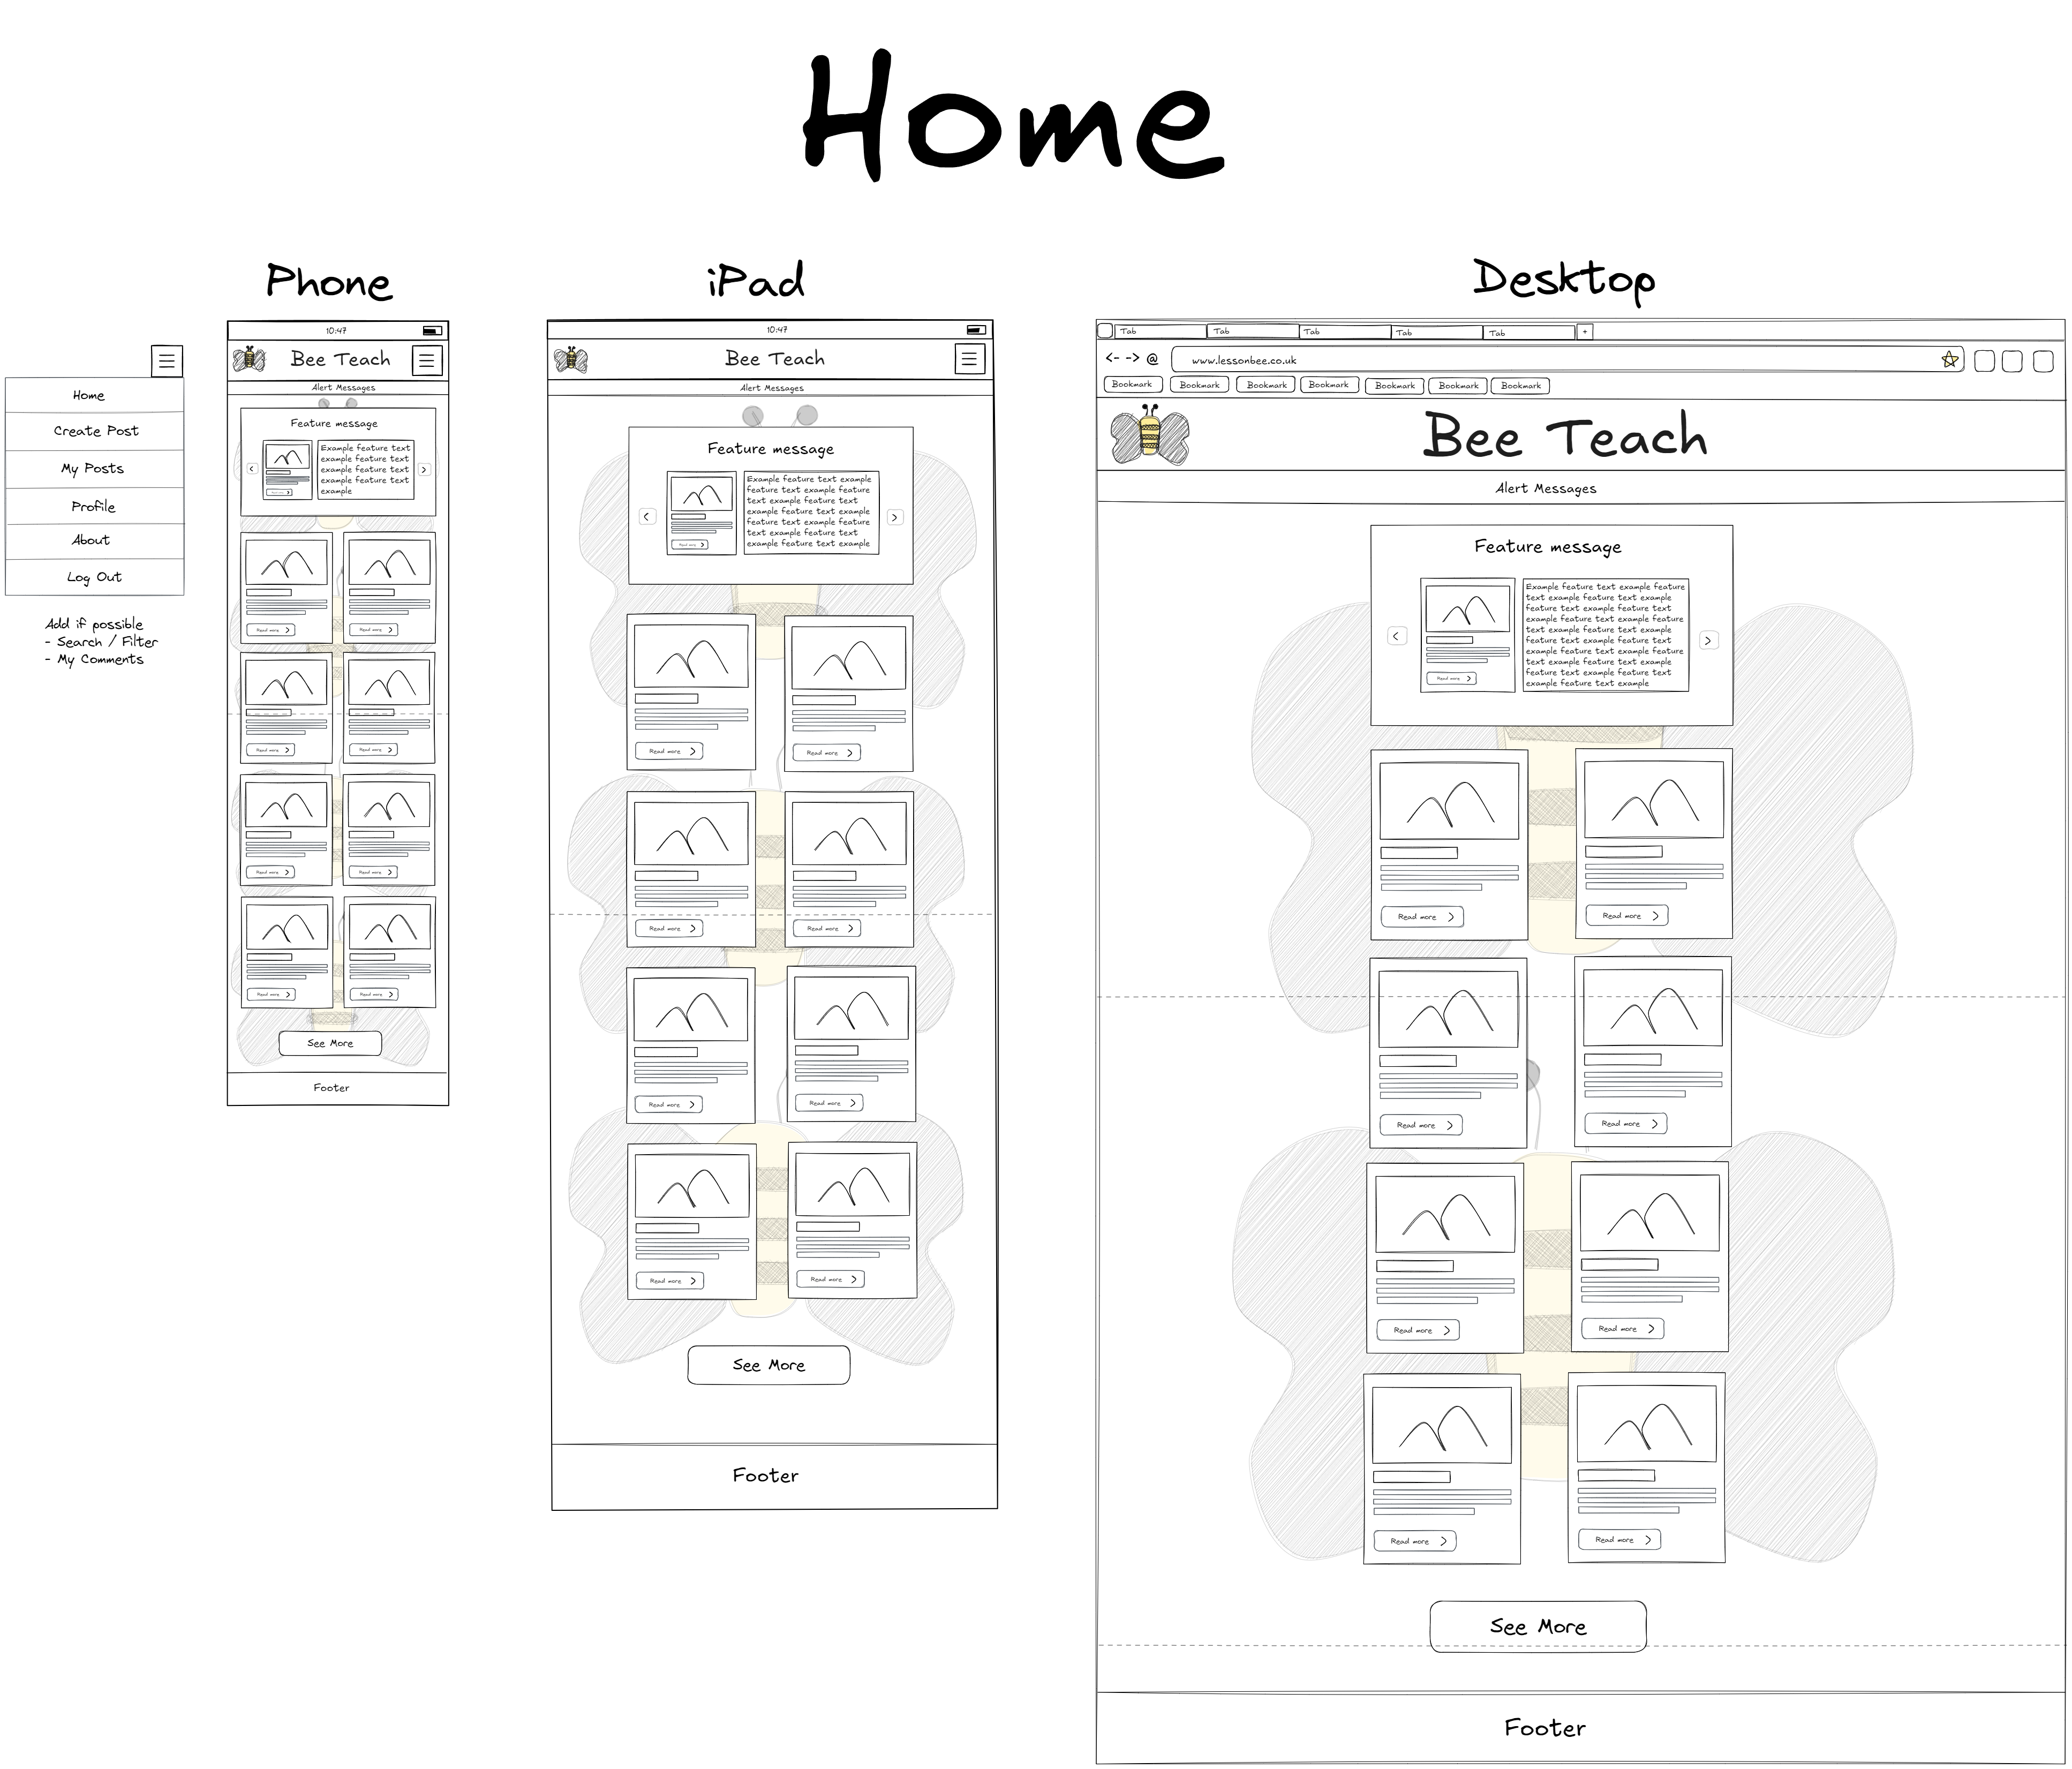 Home
Phone
iPad
Desktop
Home
Create Post
My Posts
Profile
About
Log Out
Add if possible
- Search / Filter
- My Comments
10:47
Bee Teach
Alert Messages
Feature message
Read more
Example feature text
example feature text
example feature text
example feature text
example
Read more
Read more
Read more
Read more
Read more
Read more
Read more
Read more
See More
Footer
10:47
Bee Teach
Alert Messages
Feature message
Read more
Example feature text example
feature text example feature
text example feature text
example feature text example
feature text example feature
text example feature text
example feature text example
Read more
Read more
Read more
Read more
Read more
Read more
Read more
Read more
See More
Footer
Tab
Tab
Tab
Tab
Tab
+
<- -> @
www.lessonbee.co.uk
Bookmark
Bookmark
Bookmark
Bookmark
Bookmark
Bookmark
Bookmark
Bee Teach
Alert Messages
Feature message
Read more
Example feature text example feature
text example feature text example
feature text example feature text
example feature text example feature
text example feature text example
feature text example feature text
example feature text example feature
text example feature text example
feature text example feature text
example feature text example
Read more
Read more
Read more
Read more
Read more
Read more
Read more
Read more
See More
Footer